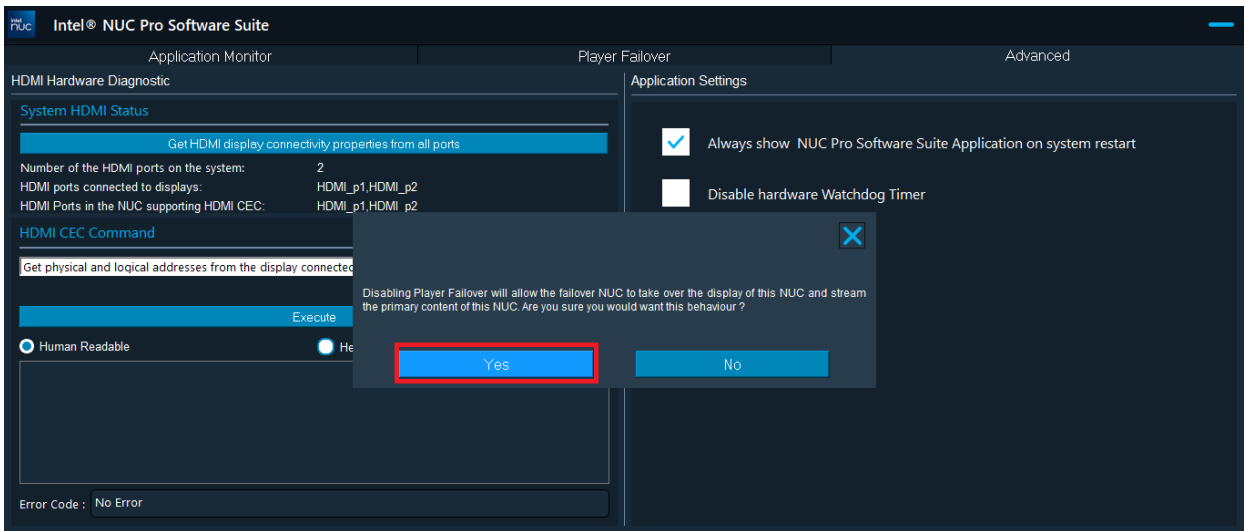 intel nuc
Intel® NUC Pro Software Suite
Application Monitor
Player Failover
Advanced
HDMI Hardware Diagnostic
System HDMI Status
Get HDMI display connectivity properties from all ports
Number of the HDMI ports on the system: 2
HDMI ports connected to displays: HDMI_p1,HDMI_p2
HDMI Ports in the NUC supporting HDMI CEC: HDMI_p1,HDMI_p2
HDMI CEC Command
Get physical and logical addresses from the display connected
Execute
Human Readable
He
Error Code : No Error
Application Settings
Always show NUC Pro Software Suite Application on system restart
Disable hardware Watchdog Timer
Disabling Player Failover will allow the failover NUC to take over the display of this NUC and stream
the primary content of this NUC. Are you sure you would want this behaviour ?
Yes
No